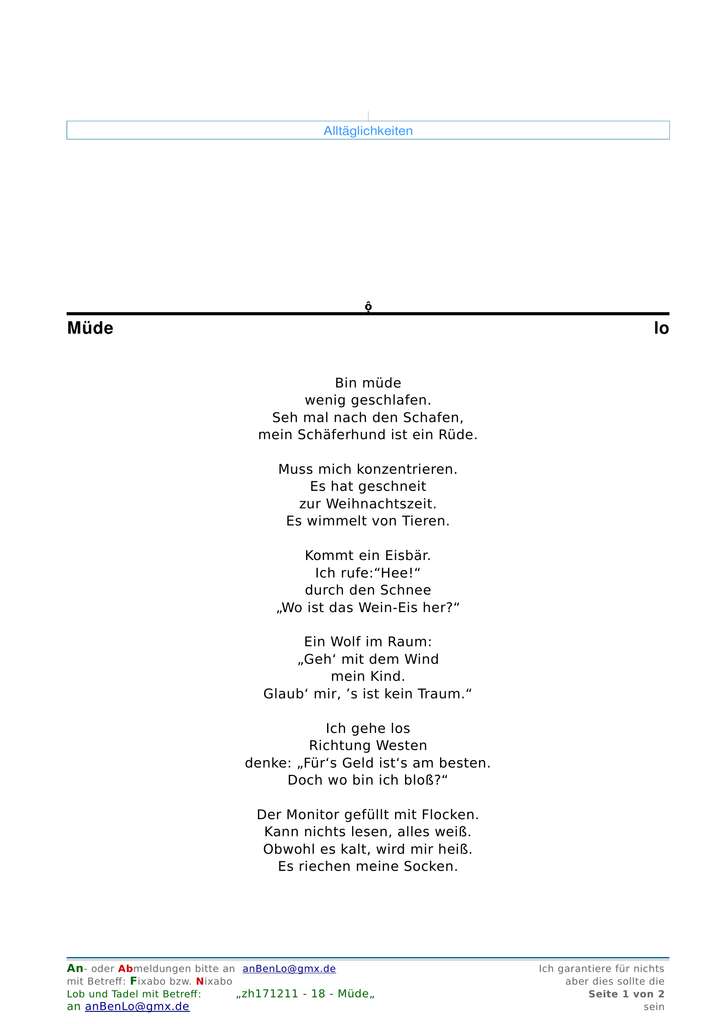 Alltäglichkeiten
ộ
Müde lo
Bin müde
wenig geschlafen.
Seh mal nach den Schafen,
mein Schäferhund ist ein Rüde.
Muss mich konzentrieren.
Es hat geschneit
zur Weihnachtszeit.
Es wimmelt von Tieren.
Kommt ein Eisbär.
Ich rufe:“Hee!“
durch den Schnee
„Wo ist das Wein-Eis her?“
Ein Wolf im Raum:
„Geh‘ mit dem Wind
mein Kind.
Glaub‘ mir, ’s ist kein Traum.“
Ich gehe los
Richtung Westen
denke: „Für‘s Geld ist‘s am besten.
Doch wo bin ich bloß?“
Der Monitor gefüllt mit Flocken.
Kann nichts lesen, alles weiß.
Obwohl es kalt, wird mir heiß.
Es riechen meine Socken.
An- oder Abmeldungen bitte an anBenLo@gmx.de
mit Betreff: Fixabo bzw. Nixabo
Lob und Tadel mit Betreff: „zh171211 - 18 - Müde„
an anBenLo@gmx.de
Ich garantiere für nichts
aber dies sollte die
Seite 1 von 2
sein